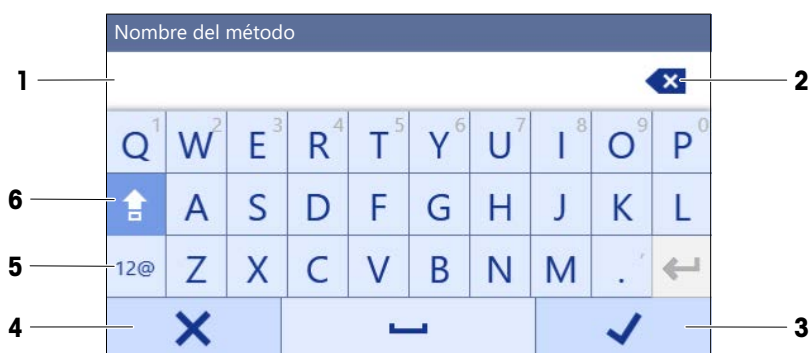 Nombre del método
1 2
Q 1 W 2 E 3 R 4 T 5 Y 6 U 7 I 8 O 9 P 0
6 A S D F G H J K L
5 12@ Z X C V B N M . ´
4 3